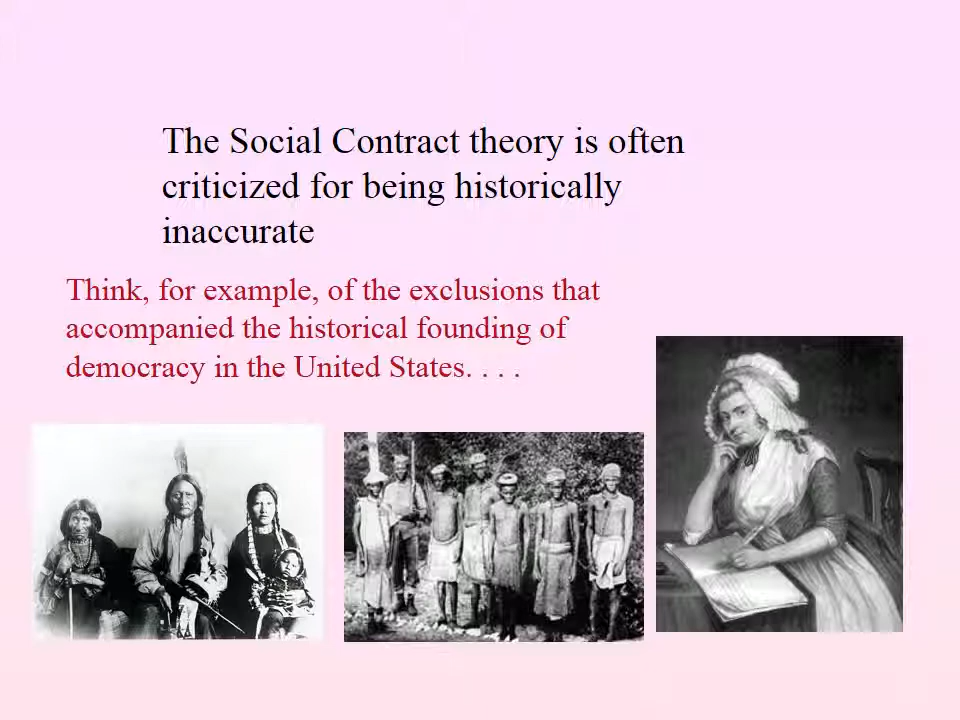 The Social Contract theory is often
criticized for being historically
inaccurate
Think, for example, of the exclusions that
accompanied the historical founding of
democracy in the United States. . . .